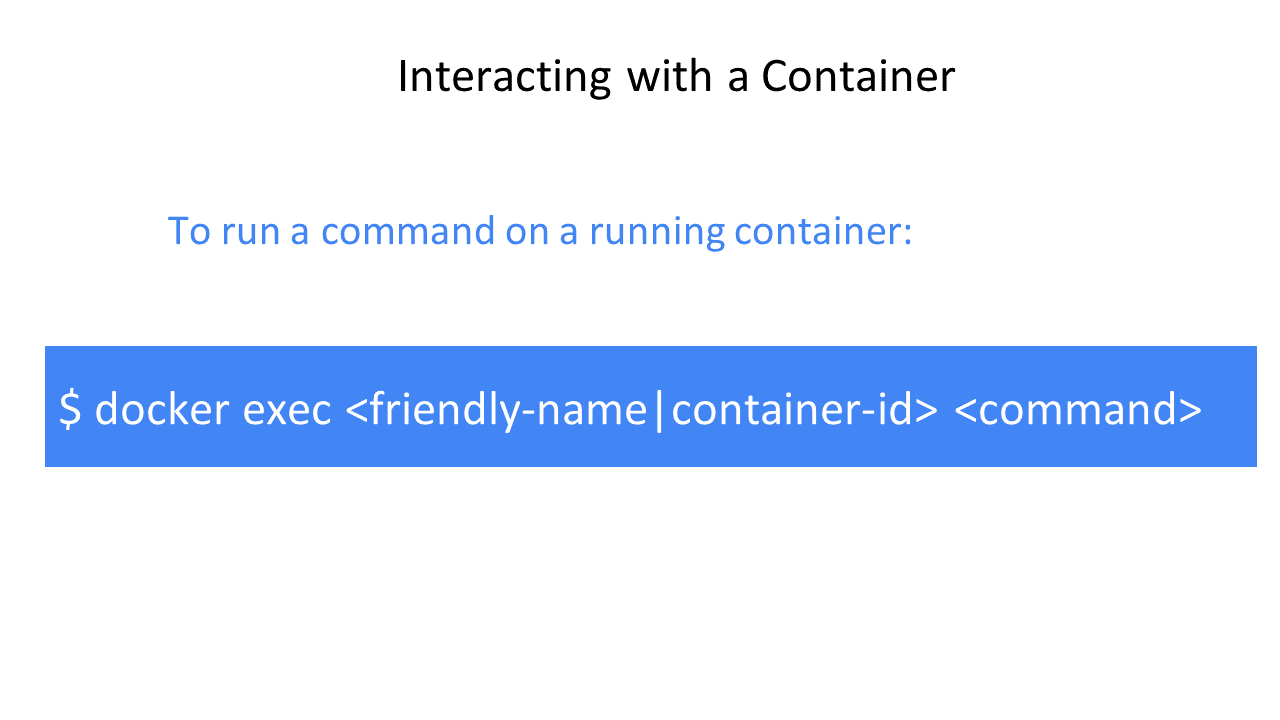 Interacting with a Container
To run a command on a running container:
$ docker exec <friendly-name|container-id> <command>